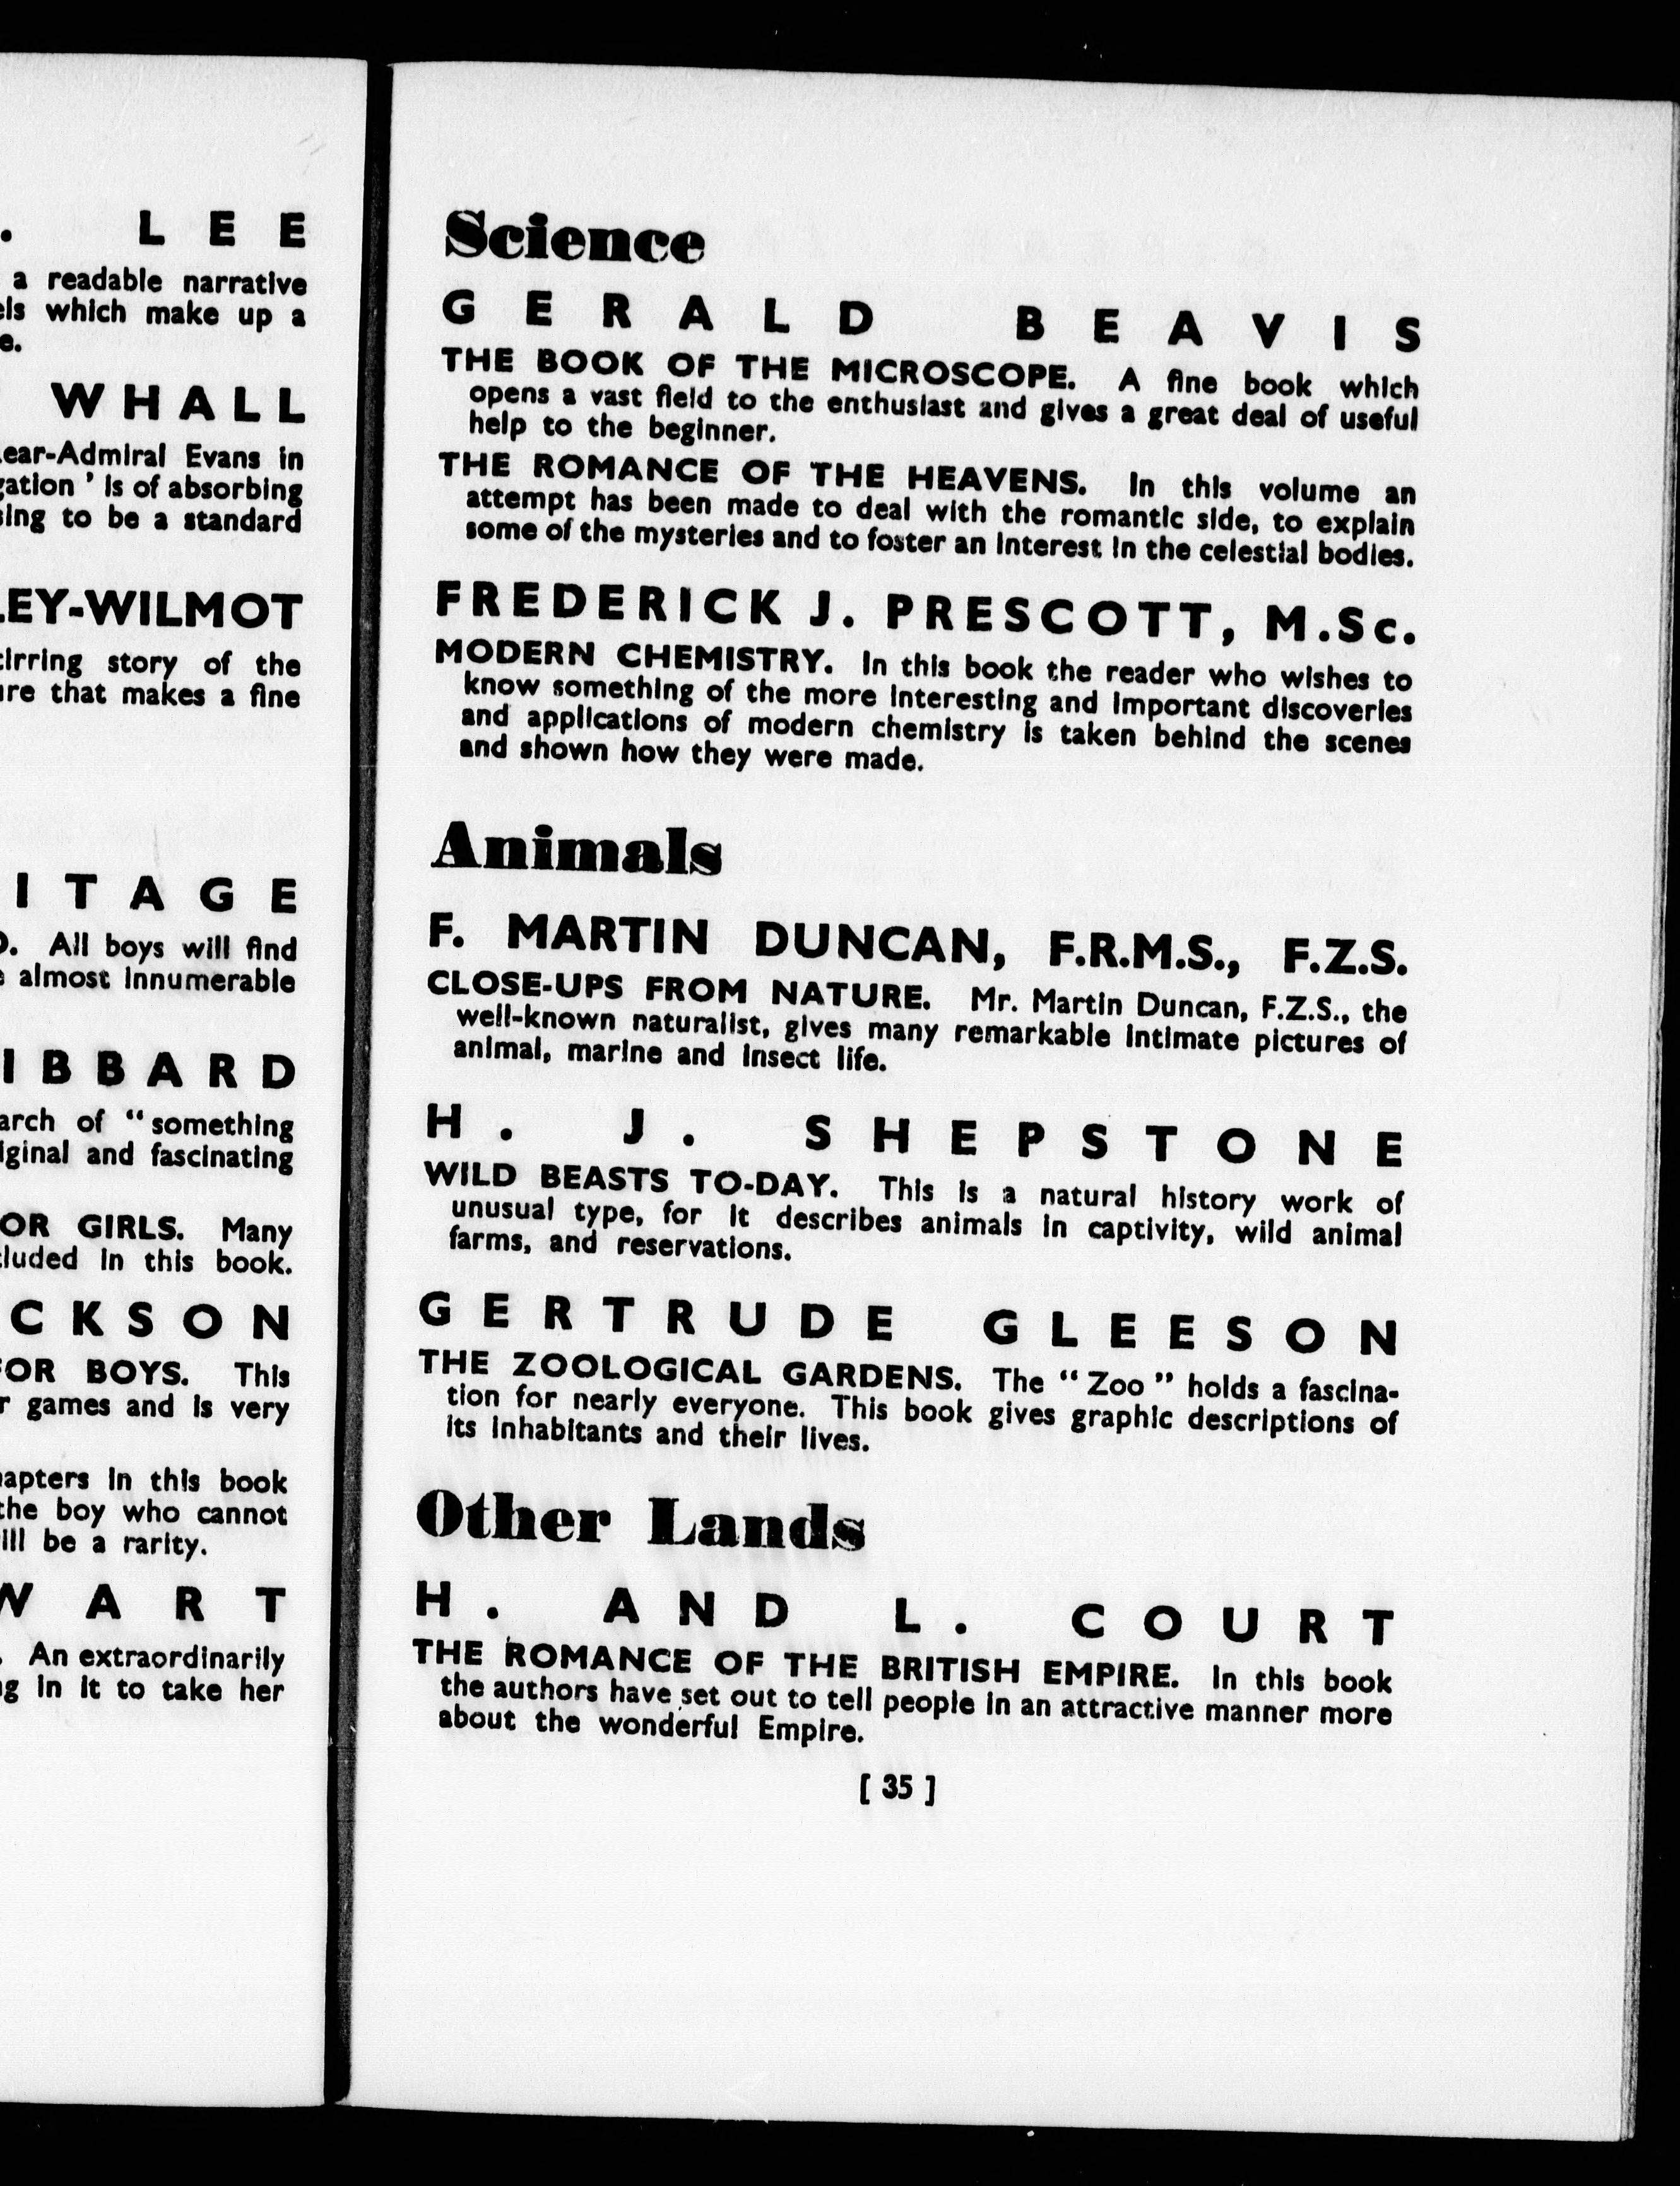 . LEE
a readable narrative
which make up a
WHALL
Evans in
' is of absorbing
to be a standard
EY-WILMOT
story of the
that makes a fine
ITAGE
All boys will find
almost innumerable
IBBARD
of "something
and fascinating
OR GIRLS. Many
in this book.
CKSON
FOR BOYS. This
games and is very
in this book
the boy who cannot
be a rarity.
WART
An extraordinarily
in it to take her
Science
GERALD BEAVIS
THE BOOK OF THE MICROSCOPE. A fine book which
opens a vast field to the enthusiast and gives a great deal of useful
help to the beginner.
THE ROMANCE OF THE HEAVENS. In this volume an
attempt has been made to deal with the romantic side, to explain
some of the mysteries and to foster an interest in the celestial bodies.
FREDERICK J. PRESCOTT, M.Sc.
MODERN CHEMISTRY. In this book the reader who wishes to
know something of the more interesting and important discoveries
and applications of modern chemistry is taken behind the scenes
and shown how they were made.
Animals
F. MARTIN DUNCAN, F.R.M.S., F.Z.S.
CLOSE-UPS FROM NATURE. Mr. Martin Duncan, F.Z.S., the
well-known naturalist, gives many remarkable intimate pictures of
animal, marine and insect life.
H. J. SHEPSTONE
WILD BEASTS TO-DAY. This is a natural history work of
unusual type, for it describes animals in captivity, wild animal
farms, and reservations.
GERTRUDE GLEESON
THE ZOOLOGICAL GARDENS. The "Zoo" holds a fascina-
tion for nearly everyone. This book gives graphic descriptions of
its inhabitants and their lives.
Other Lands
H. AND L. COURT
THE ROMANCE OF THE BRITISH EMPIRE. In this book
the authors have set out to tell people in an attractive manner more
about the wonderful Empire.
[ 35 ]